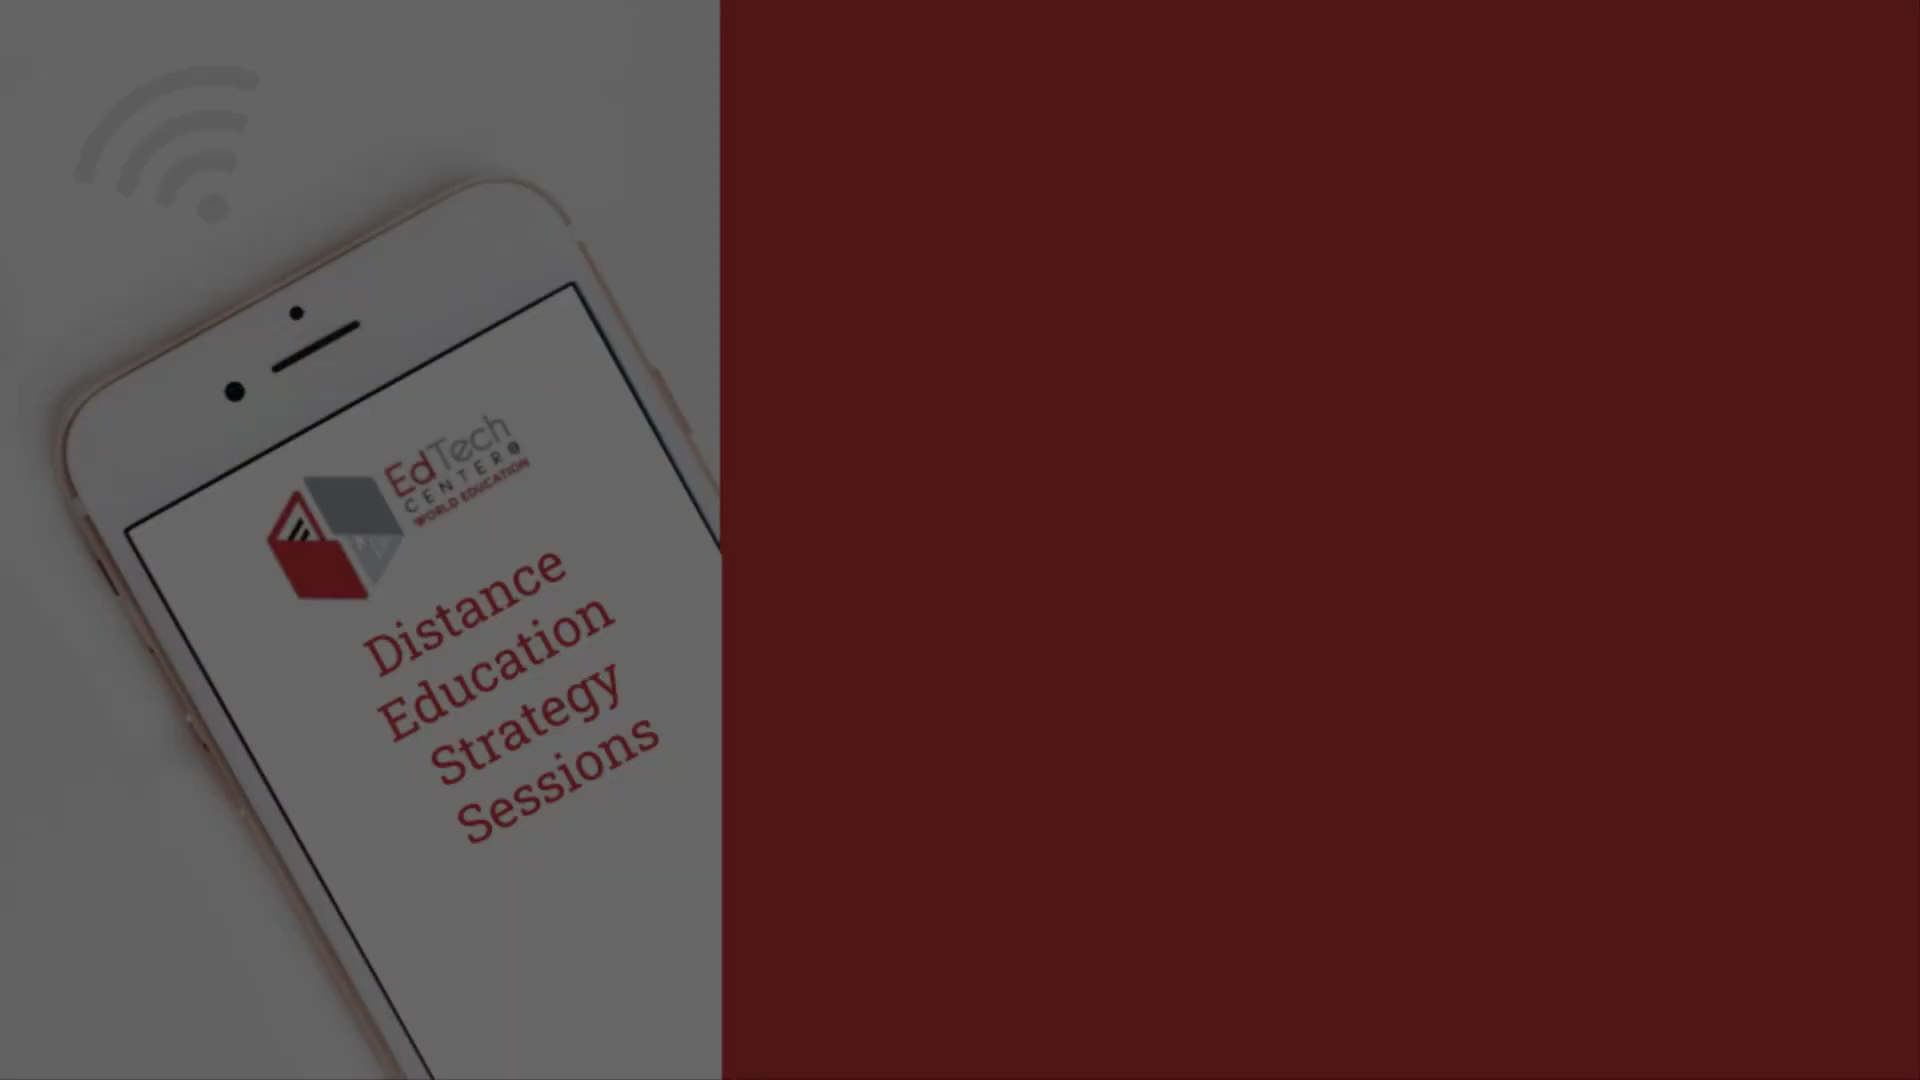 EdTech
CENTER@
WORLD EDUCATION
Distance
Education
Strategy
Sessions